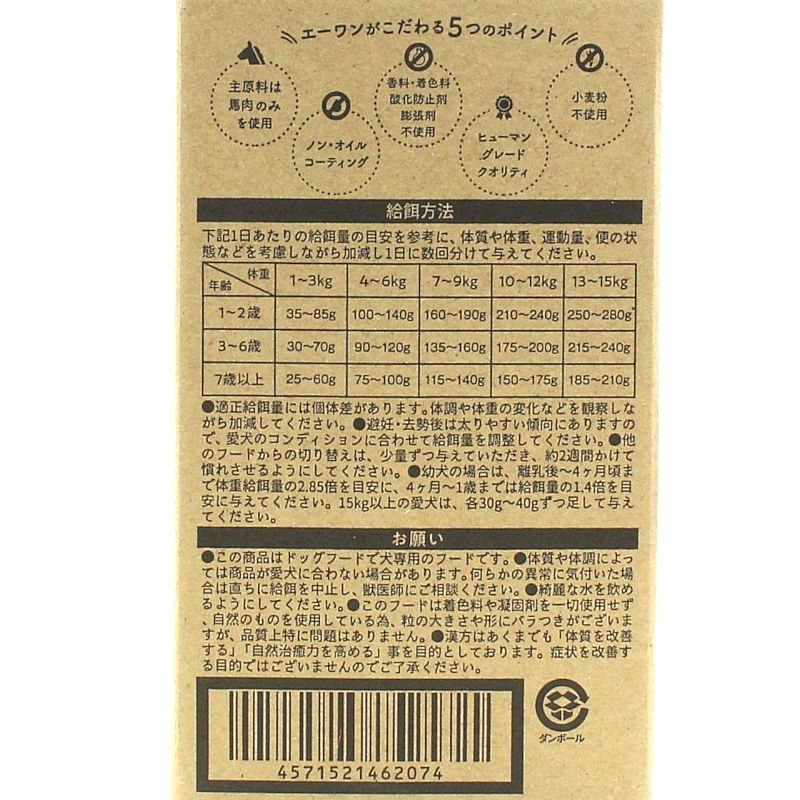 エーワンがこだわる5つのポイント
主原料は
馬肉のみ
を使用
ノン・オイル
コーティング
香料・着色料
酸化防止剤
膨張剤
不使用
ヒューマン
グレード
クオリティ
小麦粉
不使用
給餌方法
下記1日あたりの給餌量の目安を参考に、体質や体重、運動量、便の状
態などを考慮しながら加減し1日に数回分けて与えてください。
年齢 体重 1〜3kg 4〜6kg 7〜9kg 10〜12kg 13〜15kg
1〜2歳 35〜85g 100〜140g 160〜190g 210〜240g 250〜280g
3〜6歳 30〜70g 90〜120g 135〜160g 175〜200g 215〜240g
7歳以上 25〜60g 75〜100g 115〜140g 150〜175g 185〜210g
●適正給餌量には個体差があります。体調や体重の変化などを観察しな
がら加減してください。●避妊・去勢後は太りやすい傾向にありますの
で、愛犬のコンディションに合わせて給餌量を調整してください。●他
のフードからの切り替えは、少量ずつ与えていただき、約2週間かけて
慣れさせるようにしてください。●幼犬の場合は、離乳後〜4ヶ月頃ま
で体重給餌量の2.85倍を目安に、4ヶ月〜1歳までは給餌量の1.4倍を目
安に与えてください。15kg以上の愛犬は、各30g〜40gずつ足して与え
てください。
お願い
●この商品はドッグフードで犬専用のフードです。●体質や体調によっ
ては商品が愛犬に合わない場合があります。何らかの異常に気付いた場合
は直ちに給餌を中止し、獣医師にご相談ください。●綺麗な水を飲め
るようにしてください。●このフードは着色料や凝固剤を一切使用せず、
自然のものを使用している為、粒の大きさや形にバラつきがございま
すが、品質上特に問題はありません。●漢方はあくまでも「体質を改善
する」「自然治癒力を高める」事を目的としております。症状を改善す
る目的ではございませんのでご了承ください。
4571521462074
ダンボール